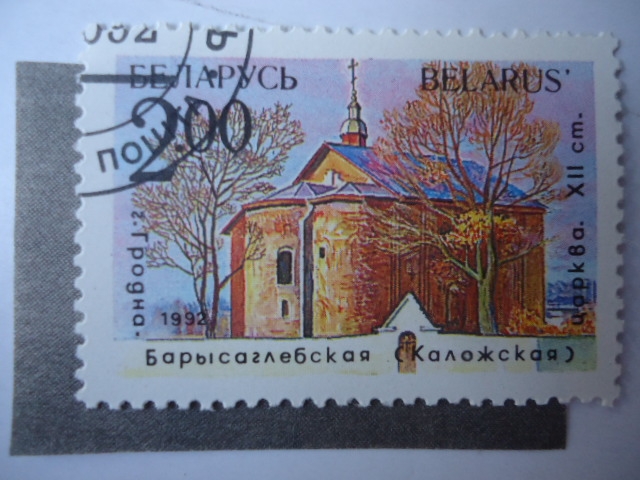 БЕЛАРУСЬ BELARUS'
2.00
г. Гродна.
1992
царква. XII ст.
Барысаглебская (Каложская)